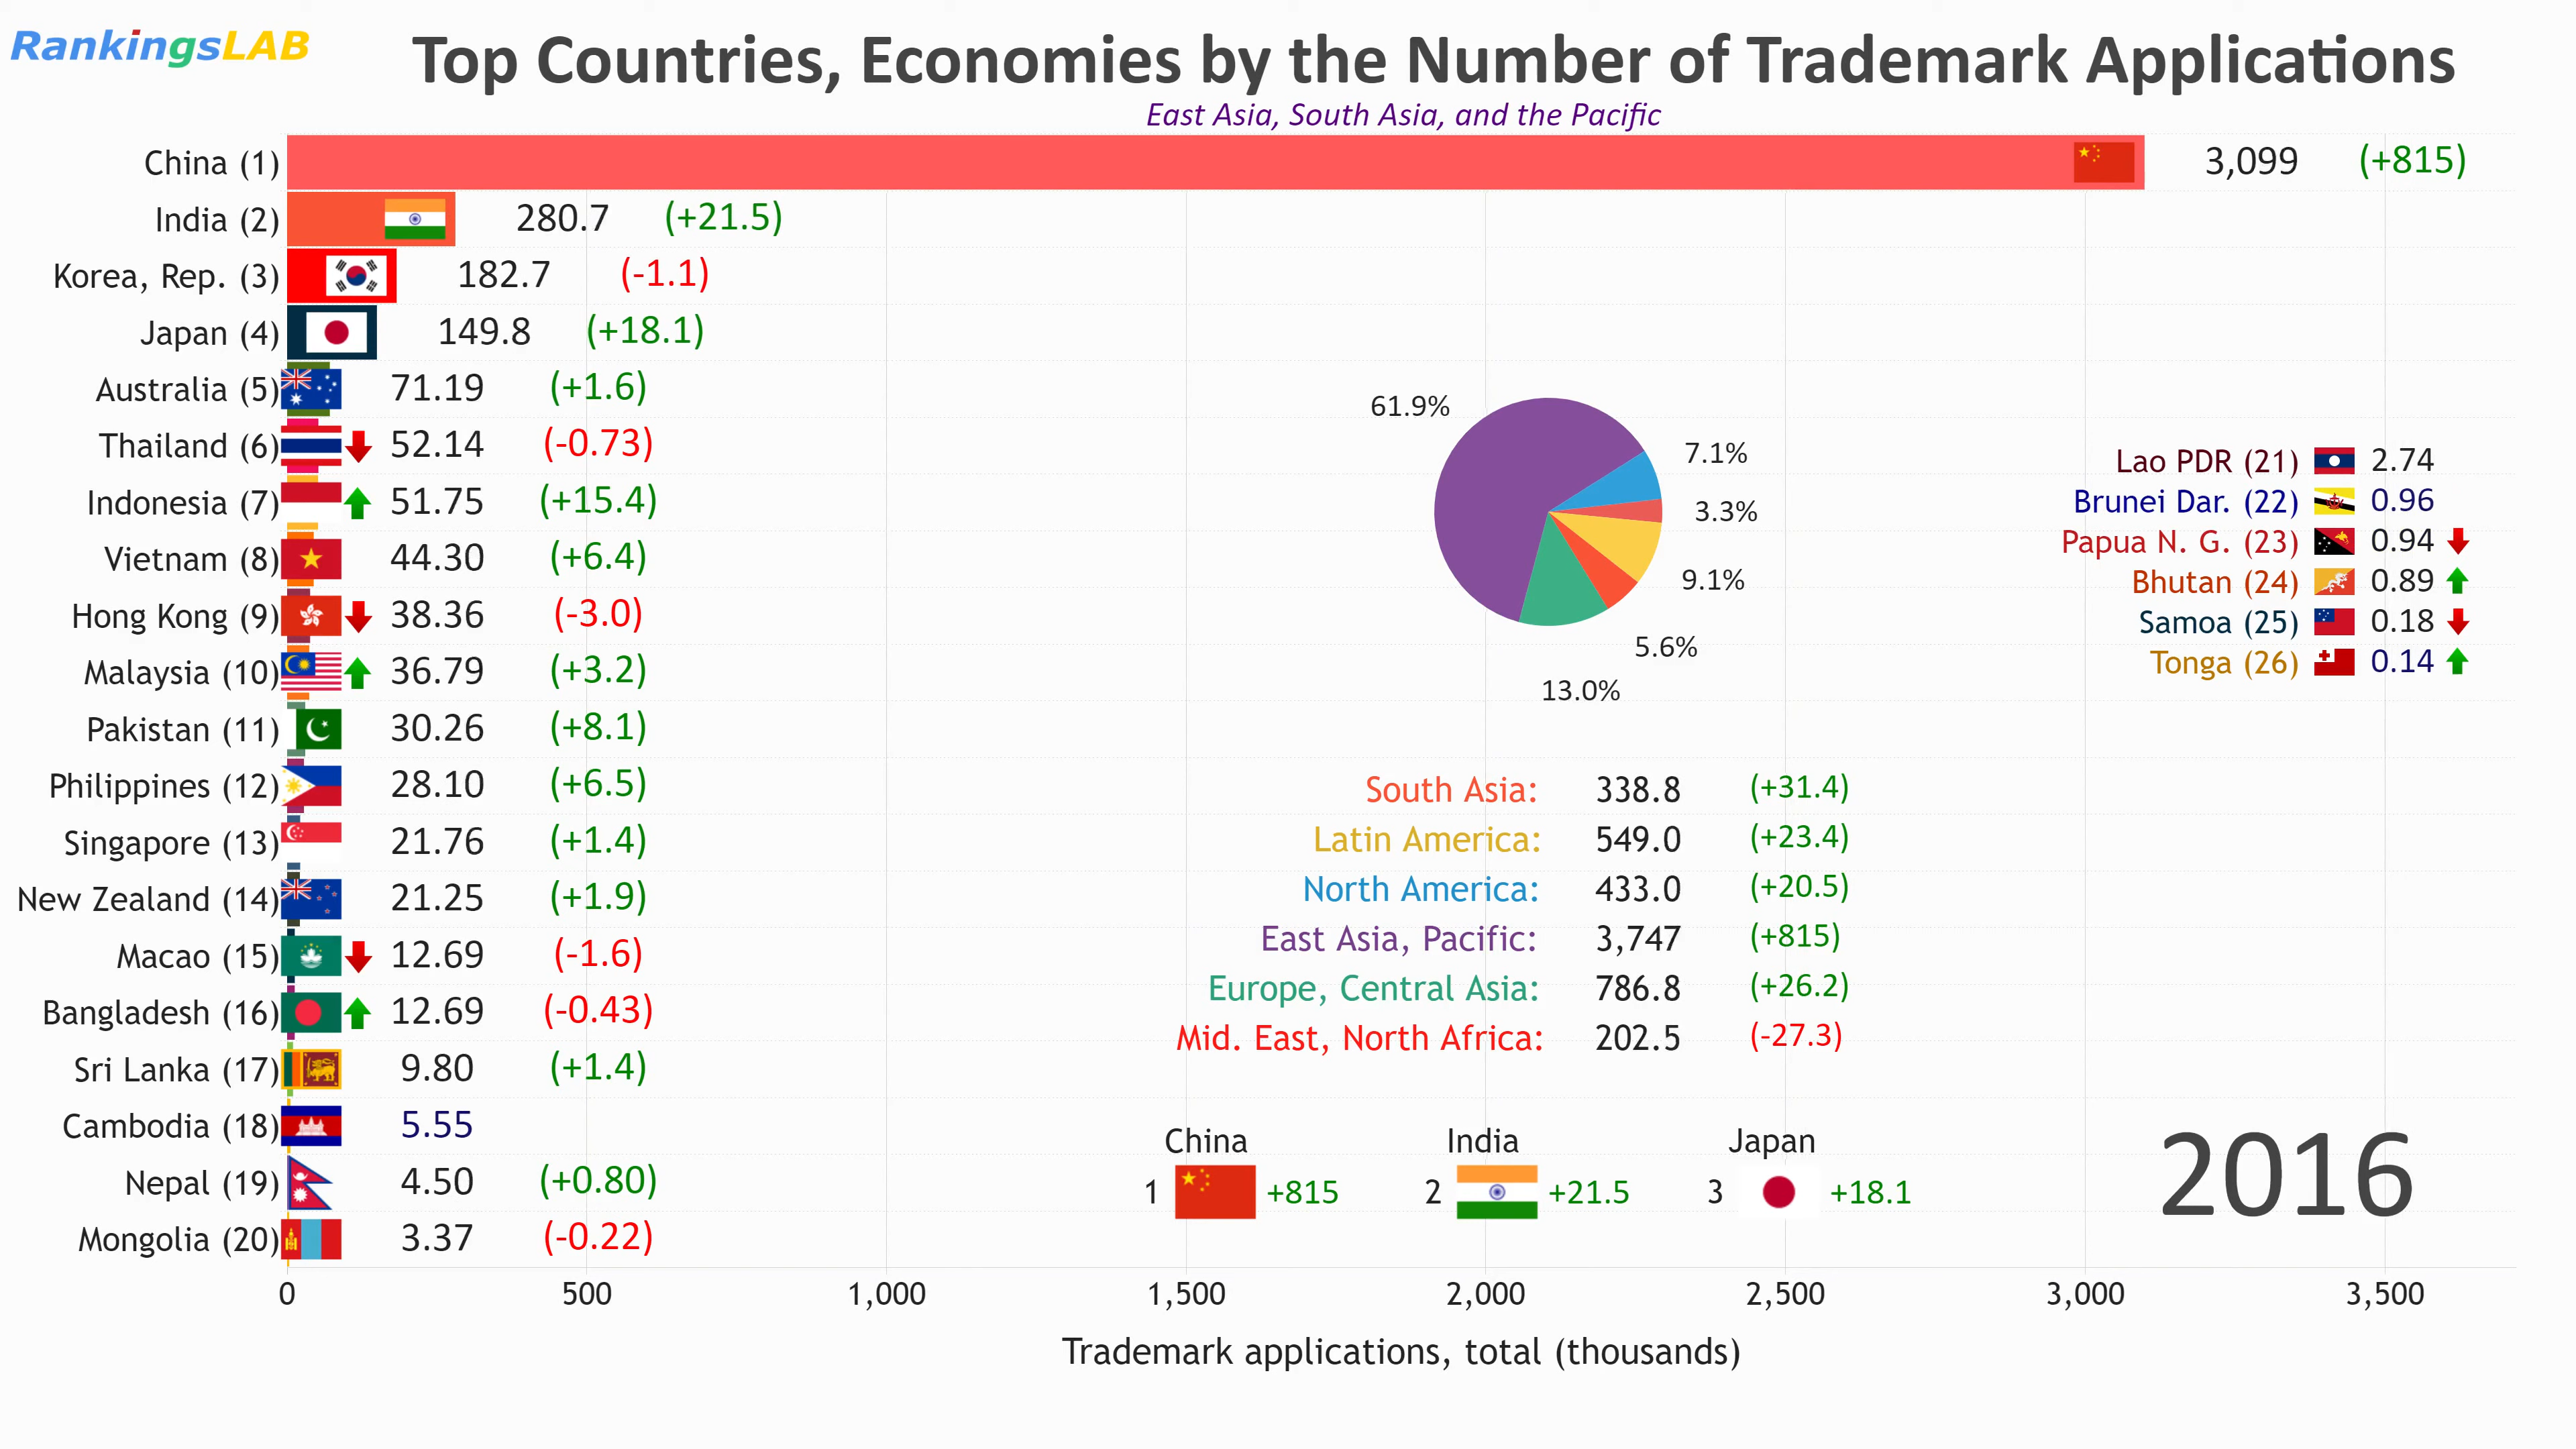 RankingsLAB
Top Countries, Economies by the Number of Trademark Applications
East Asia, South Asia, and the Pacific
China (1) 3,099 (+815)
India (2) 280.7 (+21.5)
Korea, Rep. (3) 182.7 (-1.1)
Japan (4) 149.8 (+18.1)
Australia (5) 71.19 (+1.6)
Thailand (6) 52.14 (-0.73)
Indonesia (7) 51.75 (+15.4)
Vietnam (8) 44.30 (+6.4)
Hong Kong (9) 38.36 (-3.0)
Malaysia (10) 36.79 (+3.2)
Pakistan (11) 30.26 (+8.1)
Philippines (12) 28.10 (+6.5)
Singapore (13) 21.76 (+1.4)
New Zealand (14) 21.25 (+1.9)
Macao (15) 12.69 (-1.6)
Bangladesh (16) 12.69 (-0.43)
Sri Lanka (17) 9.80 (+1.4)
Cambodia (18) 5.55
Nepal (19) 4.50 (+0.80)
Mongolia (20) 3.37 (-0.22)
61.9%
7.1%
3.3%
9.1%
5.6%
13.0%
Lao PDR (21) 2.74
Brunei Dar. (22) 0.96
Papua N. G. (23) 0.94
Bhutan (24) 0.89
Samoa (25) 0.18
Tonga (26) 0.14
South Asia: 338.8 (+31.4)
Latin America: 549.0 (+23.4)
North America: 433.0 (+20.5)
East Asia, Pacific: 3,747 (+815)
Europe, Central Asia: 786.8 (+26.2)
Mid. East, North Africa: 202.5 (-27.3)
China India Japan
1 +815 2 +21.5 3 +18.1
2016
0 500 1,000 1,500 2,000 2,500 3,000 3,500
Trademark applications, total (thousands)